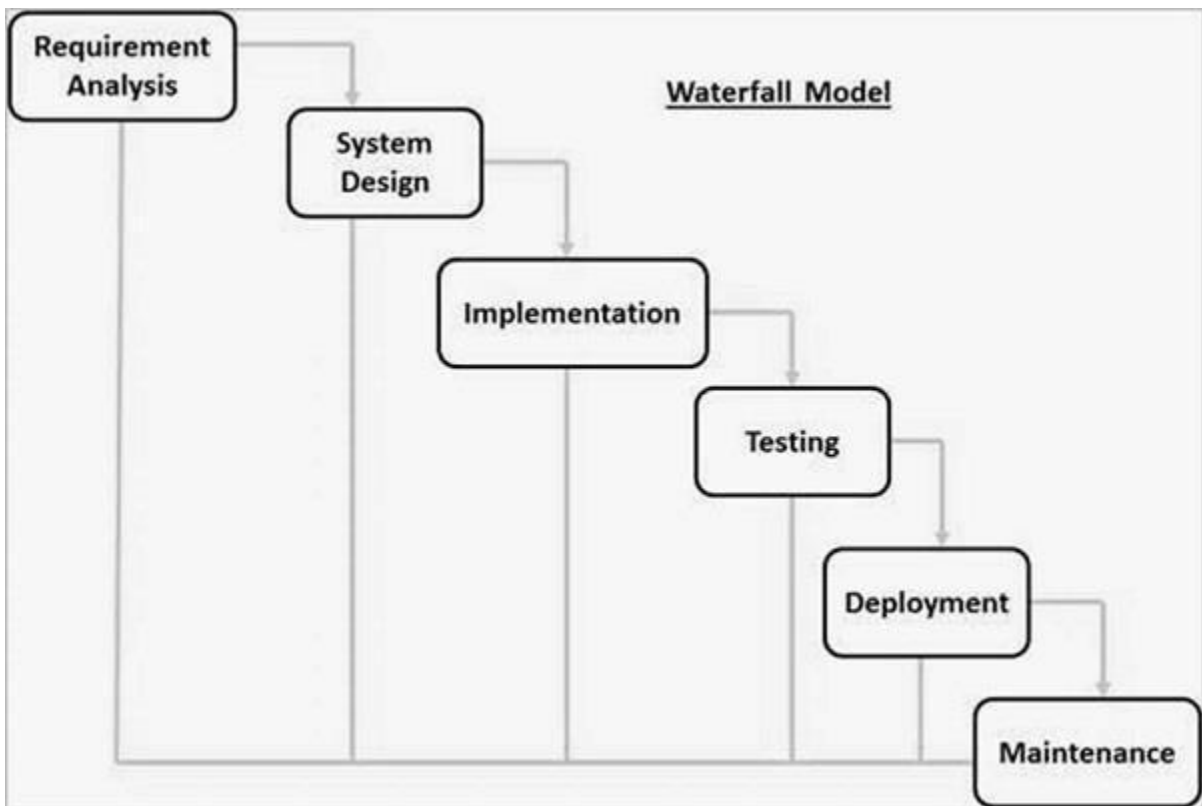 Requirement
Analysis
Waterfall Model
System
Design
Implementation
Testing
Deployment
Maintenance